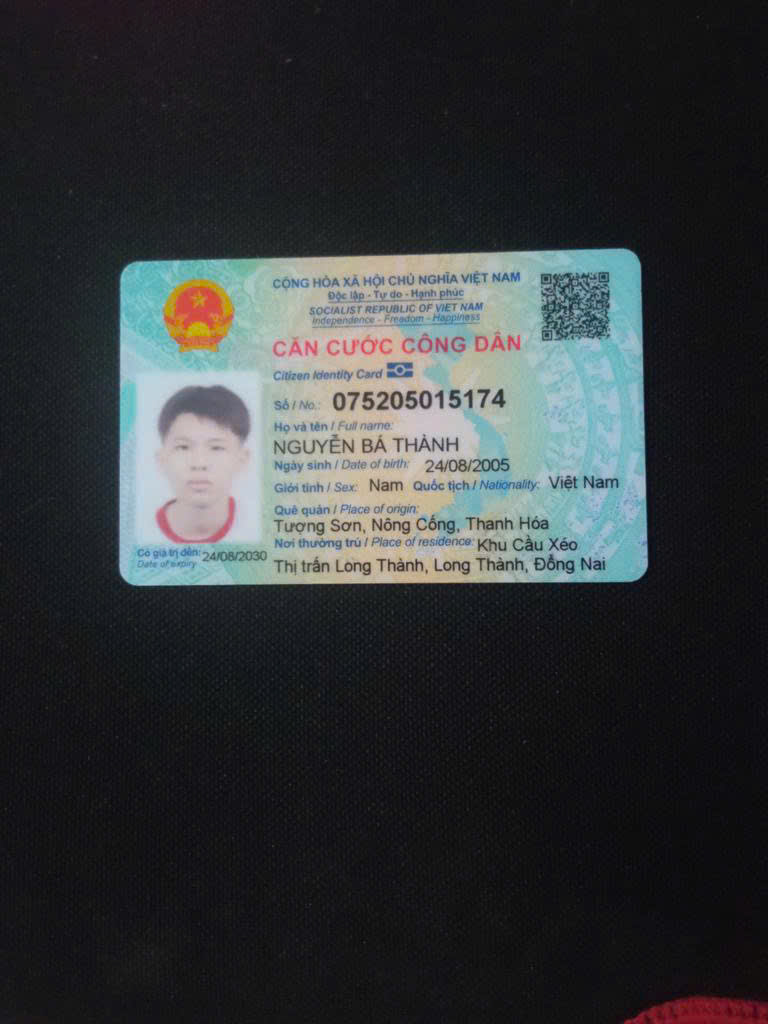 CỘNG HÒA XÃ HỘI CHỦ NGHĨA VIỆT NAM
Độc lập - Tự do - Hạnh phúc
SOCIALIST REPUBLIC OF VIET NAM
Independence - Freedom - Happiness
CĂN CƯỚC CÔNG DÂN
Citizen Identity Card
Số / No.: 075205015174
Họ và tên / Full name:
NGUYỄN BÁ THÀNH
Ngày sinh / Date of birth: 24/08/2005
Giới tính / Sex: Nam Quốc tịch / Nationality: Việt Nam
Quê quán / Place of origin:
Tượng Sơn, Nông Cống, Thanh Hóa
Nơi thường trú / Place of residence: Khu Cầu Xéo
Thị trấn Long Thành, Long Thành, Đồng Nai
Có giá trị đến: 24/08/2030
Date of expiry